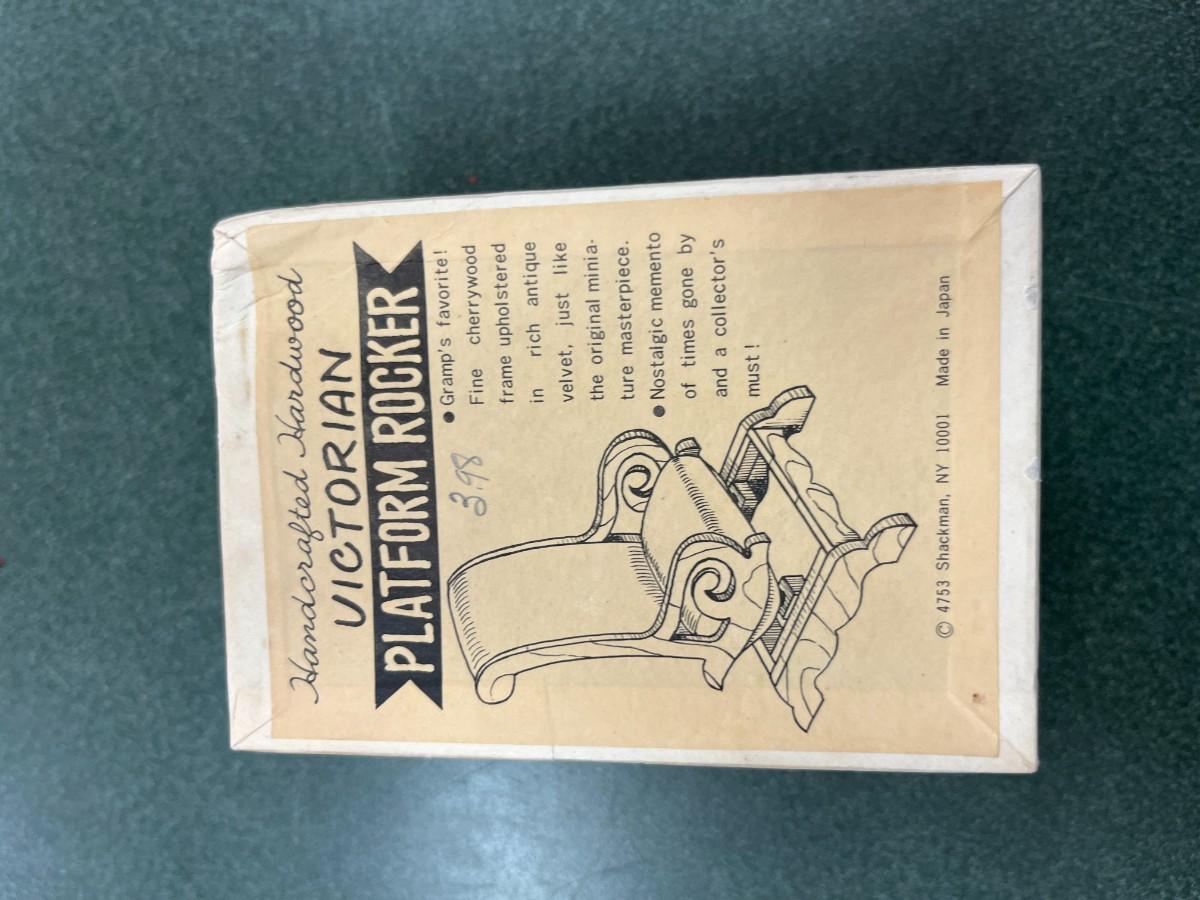 Handcrafted Hardwood
VICTORIAN
PLATFORM ROCKER
3.98
● Gramp's favorite!
Fine cherrywood
frame upholstered
in rich antique
velvet, just like
the original minia-
ture masterpiece.
● Nostalgic memento
of times gone by
and a collector's
must!
© 4753 Shackman, NY 10001 Made in Japan